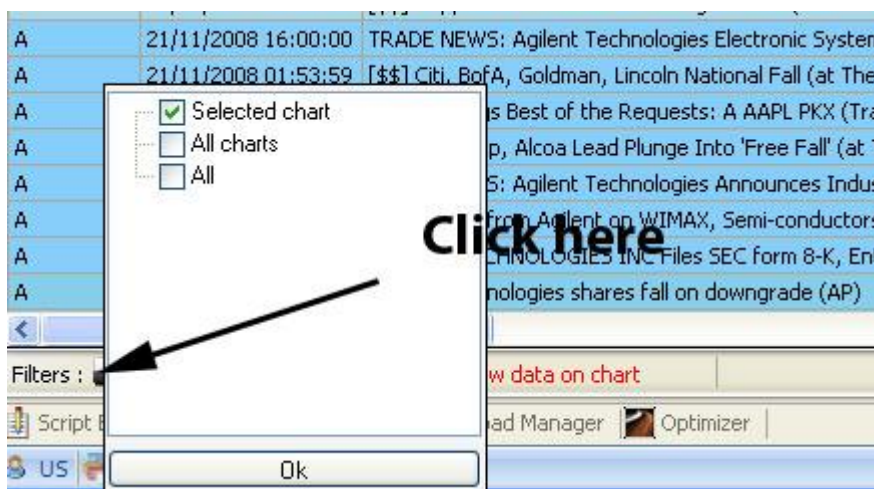 A 21/11/2008 16:00:00 TRADE NEWS: Agilent Technologies Electronic System
A 21/11/2008 01:53:59 [$$] Citi, BofA, Goldman, Lincoln National Fall (at The
A Selected chart gs Best of the Requests: A AAPL PKX (Tra
A All charts p, Alcoa Lead Plunge Into 'Free Fall' (at
A All S: Agilent Technologies Announces Indus
A from Agilent on WIMAX, Semi-conductors
Click here
A CHNOLOGIES INC Files SEC form 8-K, En
A nologies shares fall on downgrade (AP)
Filters : w data on chart
Script E ad Manager Optimizer
US Ok